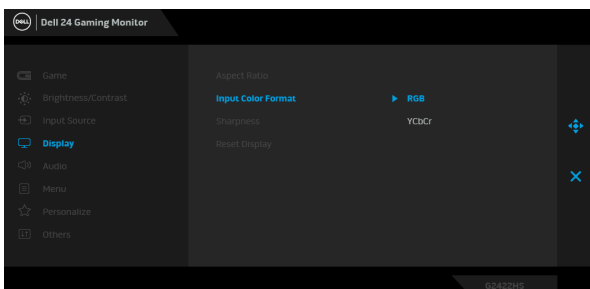 DELL Dell 24 Gaming Monitor
Game
Aspect Ratio
Brightness/Contrast
Input Color Format RGB
Input Source
Sharpness YCbCr
Display
Reset Display
Audio
Menu
Personalize
Others
G2422HS